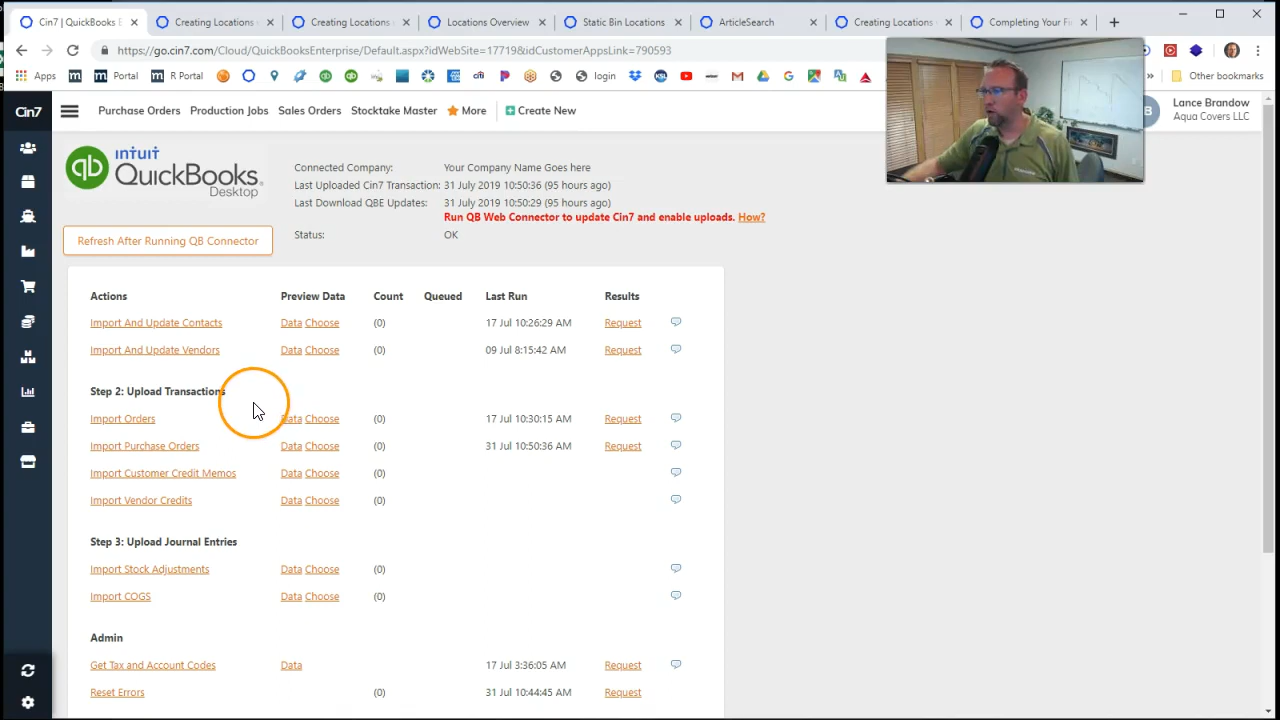 Cin7 | QuickBooks E
Creating Locations
Creating Locations
Locations Overview
Static Bin Locations
ArticleSearch
Creating Locations
Completing Your Fi
https://go.cin7.com/Cloud/QuickBooksEnterprise/Default.aspx?idWebSite=17719&idCustomerAppsLink=790593
Apps
Portal
R Portal
citi
login
KSL
Other bookmarks
Cin7
Purchase Orders
Production Jobs
Sales Orders
Stocktake Master
More
Create New
B
Lance Brandow
Aqua Covers LLC
qb
intuit
QuickBooks.
Desktop
Connected Company: Your Company Name Goes here
Last Uploaded Cin7 Transaction: 31 July 2019 10:50:36 (95 hours ago)
Last Download QBE Updates: 31 July 2019 10:50:29 (95 hours ago)
Run QB Web Connector to update Cin7 and enable uploads. How?
Status: OK
Refresh After Running QB Connector
Actions Preview Data Count Queued Last Run Results
Import And Update Contacts Data Choose (0) 17 Jul 10:26:29 AM Request
Import And Update Vendors Data Choose (0) 09 Jul 8:15:42 AM Request
Step 2: Upload Transactions
Import Orders Data Choose (0) 17 Jul 10:30:15 AM Request
Import Purchase Orders Data Choose (0) 31 Jul 10:50:36 AM Request
Import Customer Credit Memos Data Choose (0)
Import Vendor Credits Data Choose (0)
Step 3: Upload Journal Entries
Import Stock Adjustments Data Choose (0)
Import COGS Data Choose (0)
Admin
Get Tax and Account Codes Data 17 Jul 3:36:05 AM Request
Reset Errors (0) 31 Jul 10:44:45 AM Request